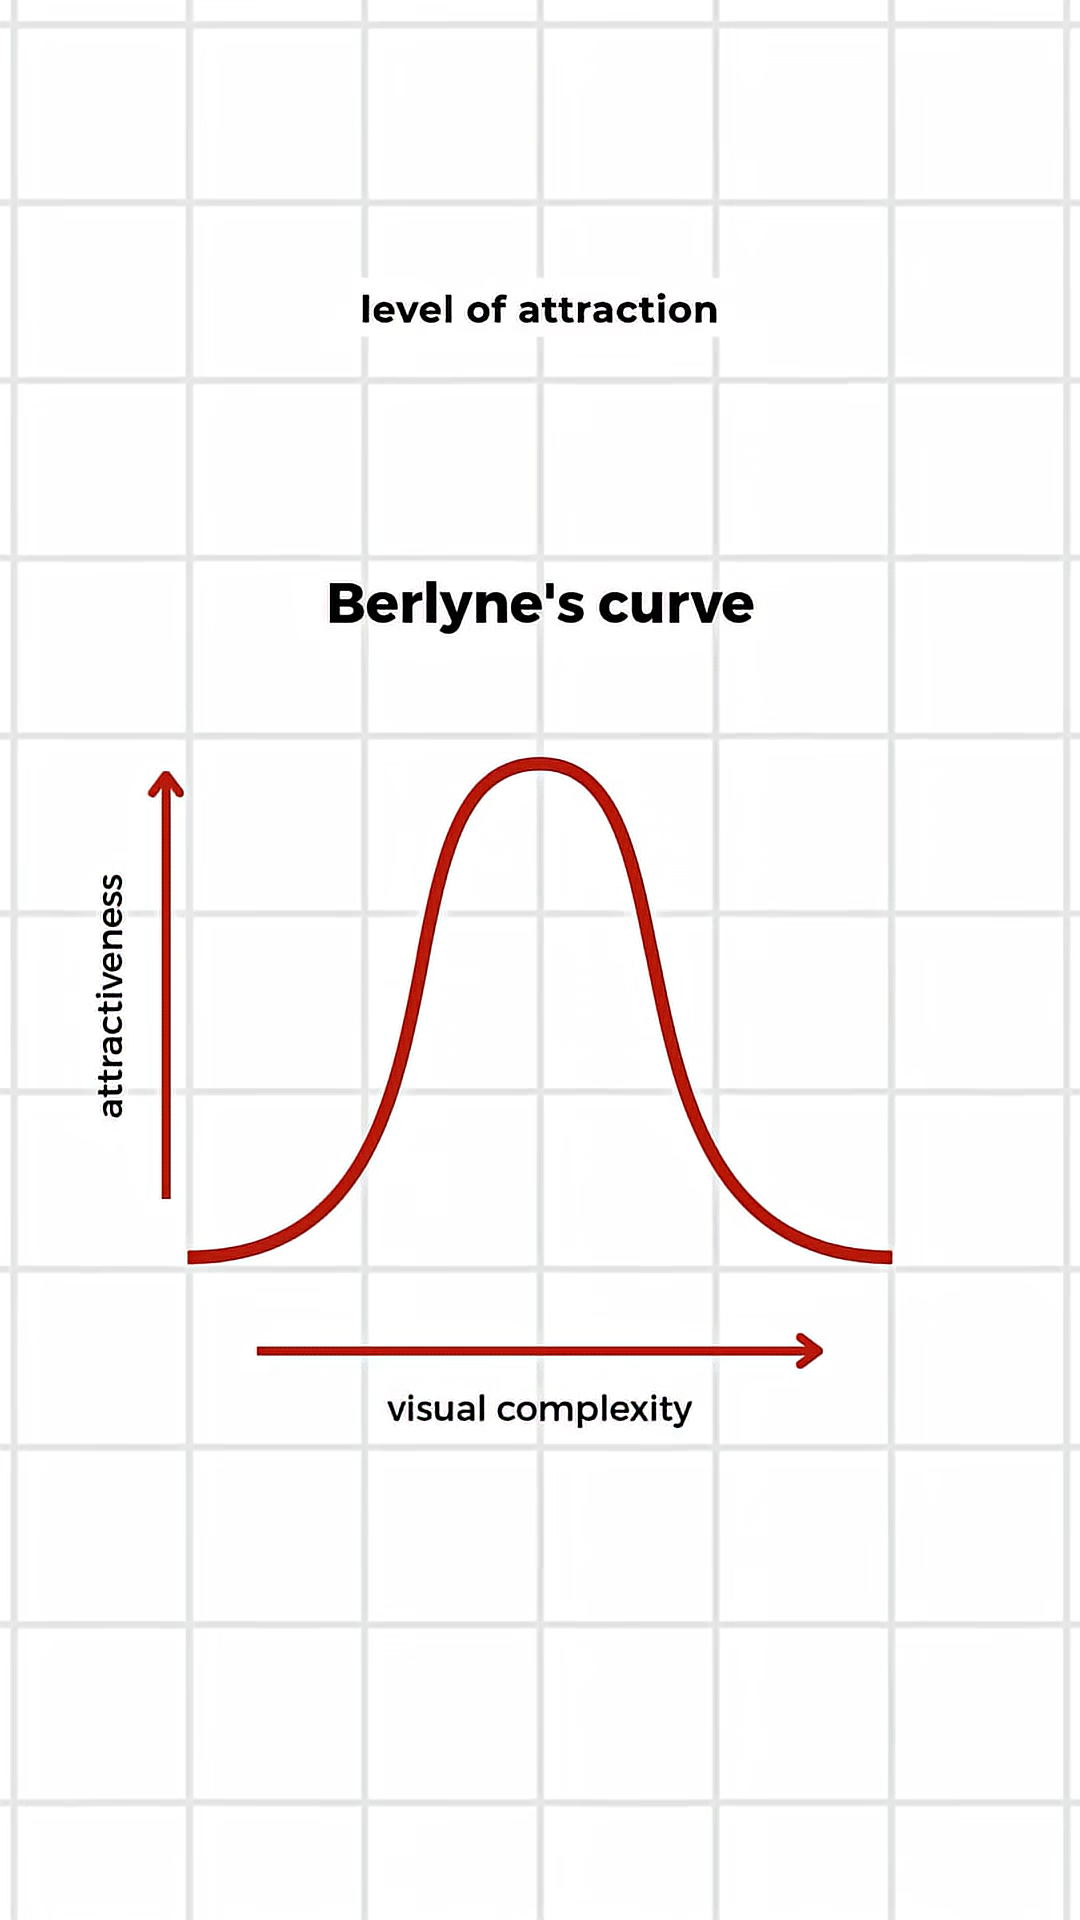 level of attraction
Berlyne's curve
attractiveness
visual complexity